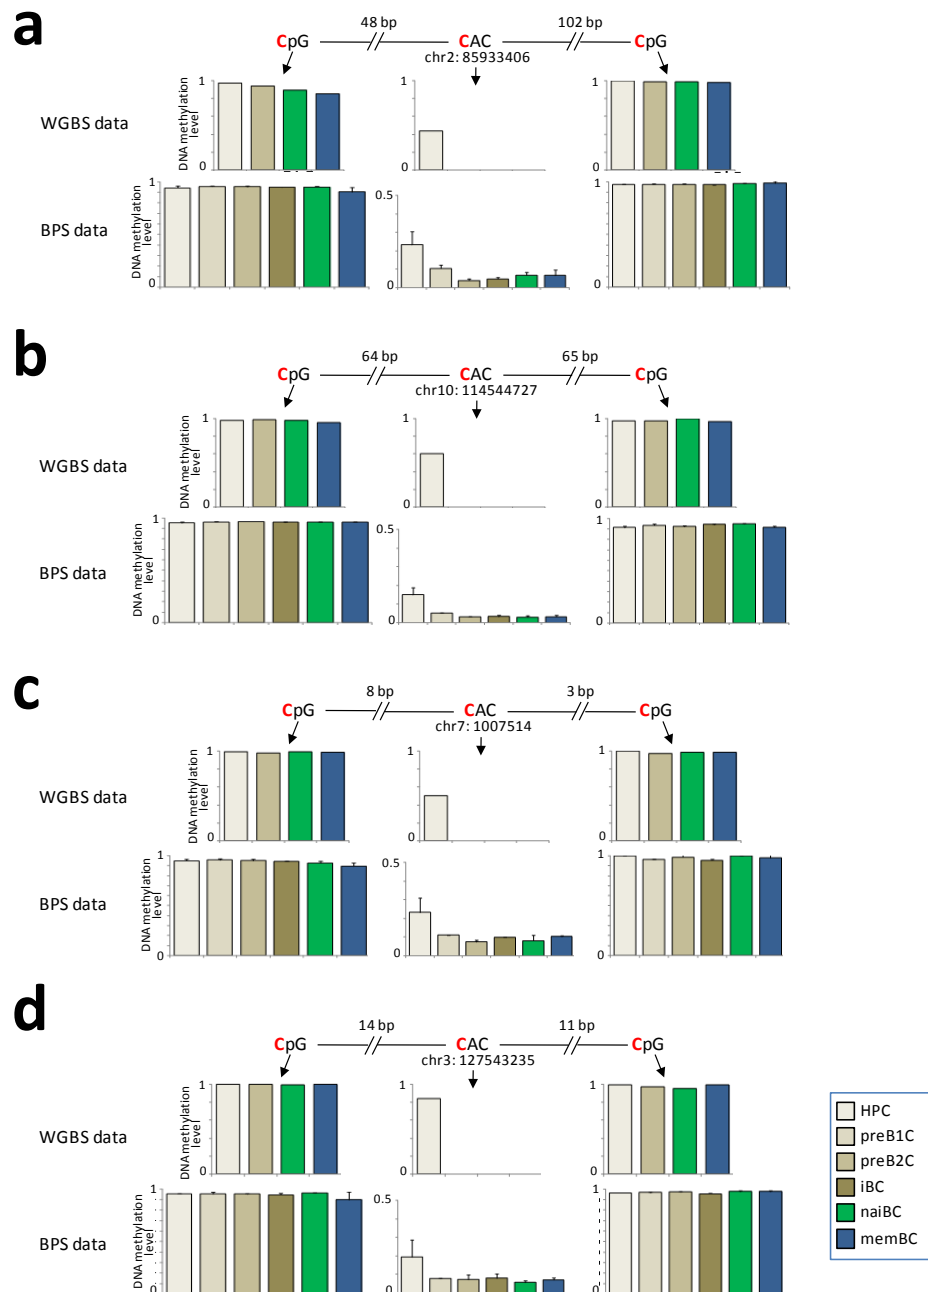 a
48 bp
102 bp
CpG
CAC
CpG
chr2: 85933406
WGBS data
DNA methylation
level
1
0
1
0
1
0
BPS data
DNA methylation
level
1
0
0.5
0
1
0
b
64 bp
65 bp
CpG
CAC
CpG
chr10: 114544727
WGBS data
DNA methylation
level
1
0
1
0
1
0
BPS data
DNA methylation
level
1
0
0.5
0
1
0
c
8 bp
3 bp
CpG
CAC
CpG
chr7: 1007514
WGBS data
DNA methylation
level
1
0
1
0
1
0
BPS data
DNA methylation
level
1
0
0.5
0
1
0
d
14 bp
11 bp
CpG
CAC
CpG
chr3: 127543235
WGBS data
DNA methylation
level
1
0
1
0
1
0
BPS data
DNA methylation
level
1
0
0.5
0
1
0
HPC
preB1C
preB2C
iBC
naiBC
memBC